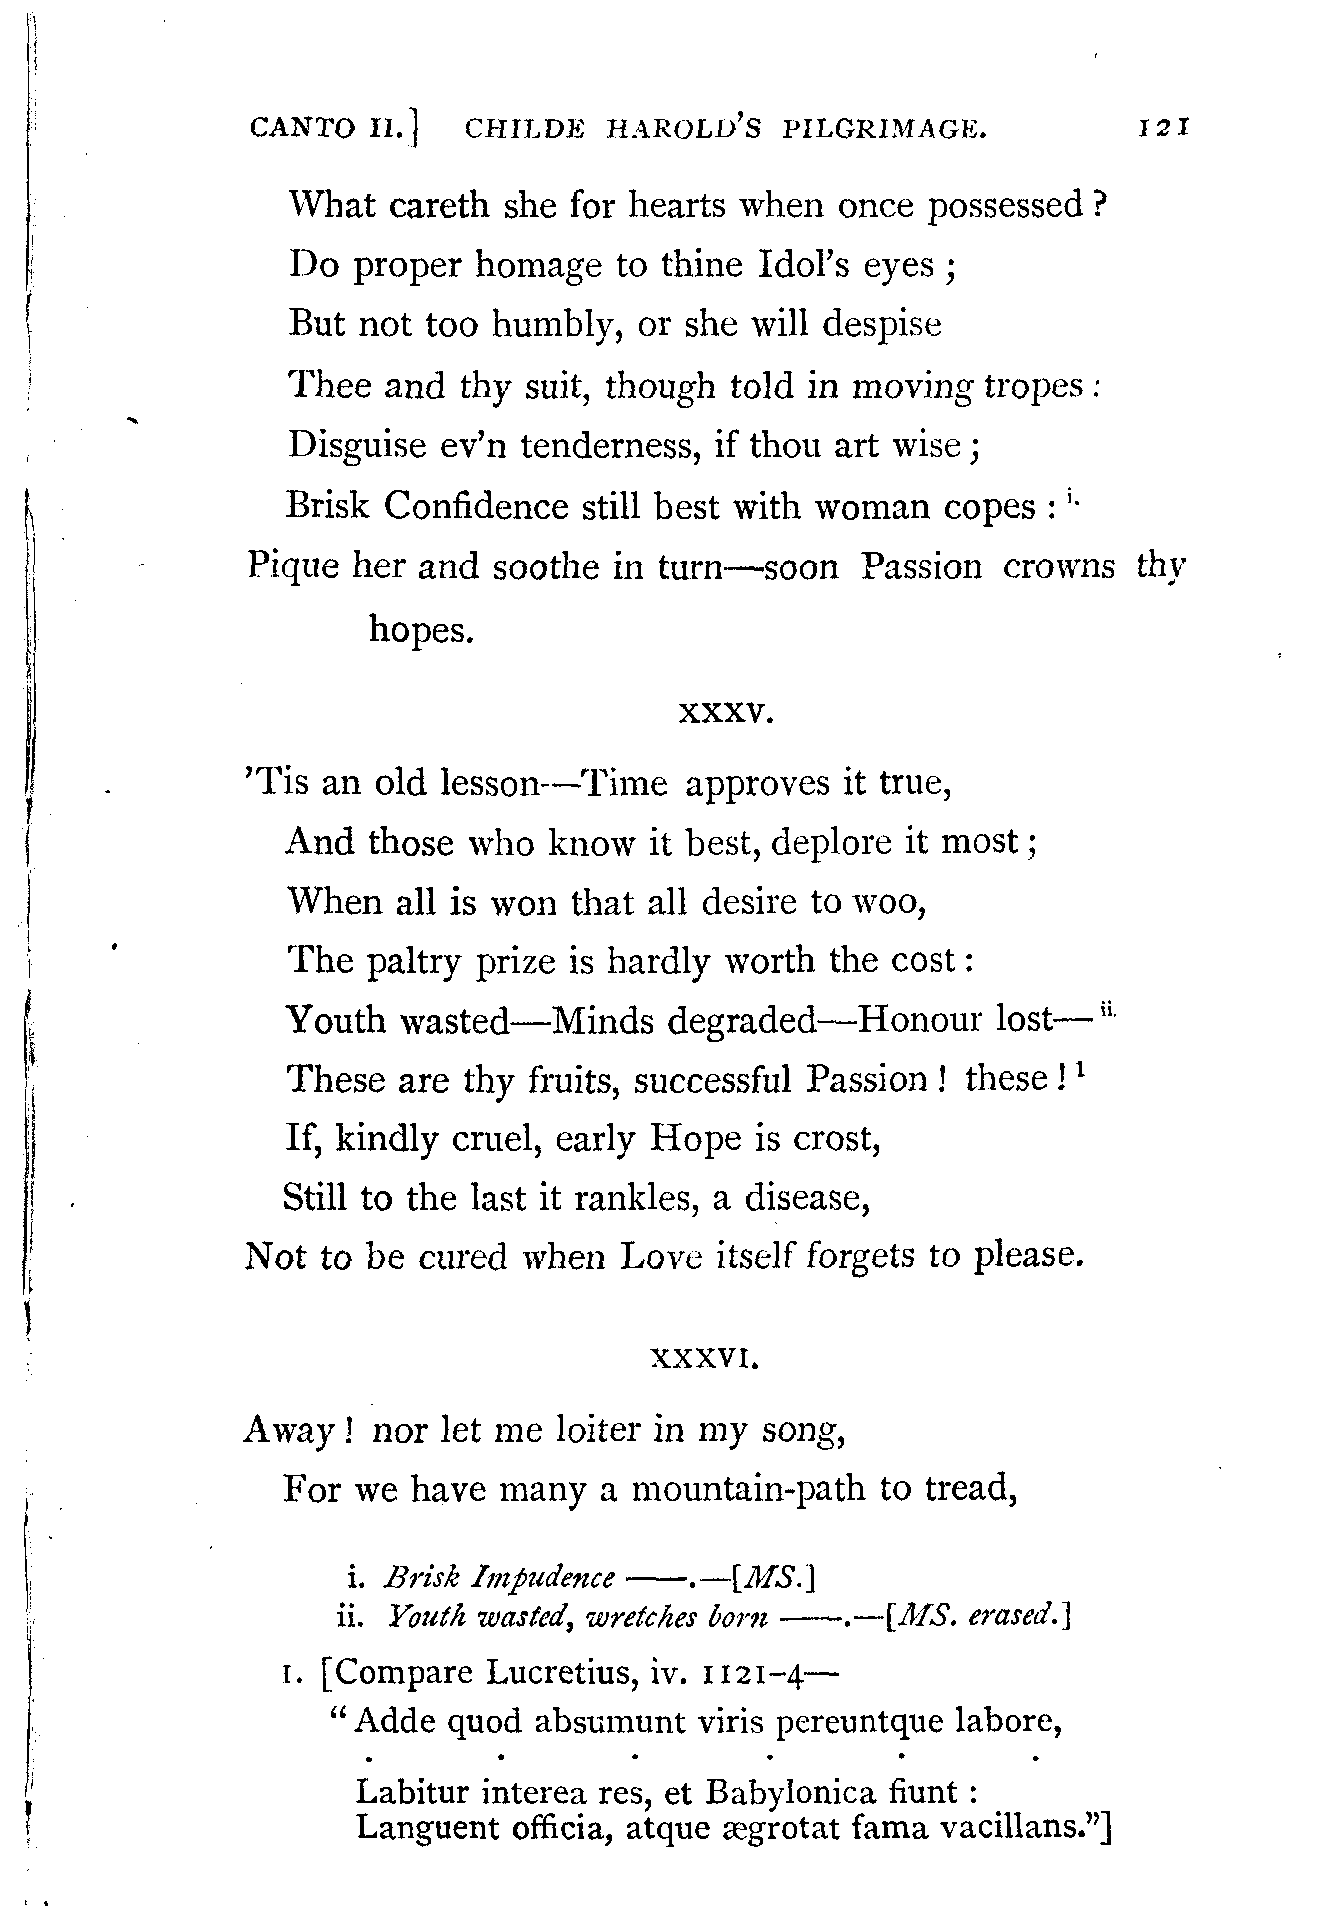 CANTO II.] CHILDE HAROLD'S PILGRIMAGE. 121
What careth she for hearts when once possessed?
Do proper homage to thine Idol's eyes;
But not too humbly, or she will despise
Thee and thy suit, though told in moving tropes:
Disguise ev'n tenderness, if thou art wise;
Brisk Confidence still best with woman copes: i.
Pique her and soothe in turn—soon Passion crowns thy
hopes.
XXXV.
'Tis an old lesson—Time approves it true,
And those who know it best, deplore it most;
When all is won that all desire to woo,
The paltry prize is hardly worth the cost:
Youth wasted—Minds degraded—Honour lost— ii.
These are thy fruits, successful Passion! these! 1
If, kindly cruel, early Hope is crost,
Still to the last it rankles, a disease,
Not to be cured when Love itself forgets to please.
XXXVI.
Away! nor let me loiter in my song,
For we have many a mountain-path to tread,
i. Brisk Impudence ——.—[MS.]
ii. Youth wasted, wretches born ——.—[MS. erased.]
1. [Compare Lucretius, iv. 1121-4—
"Adde quod absumunt viris pereuntque labore,
. . . . . .
Labitur interea res, et Babylonica fiunt:
Languent officia, atque ægrotat fama vacillans."]